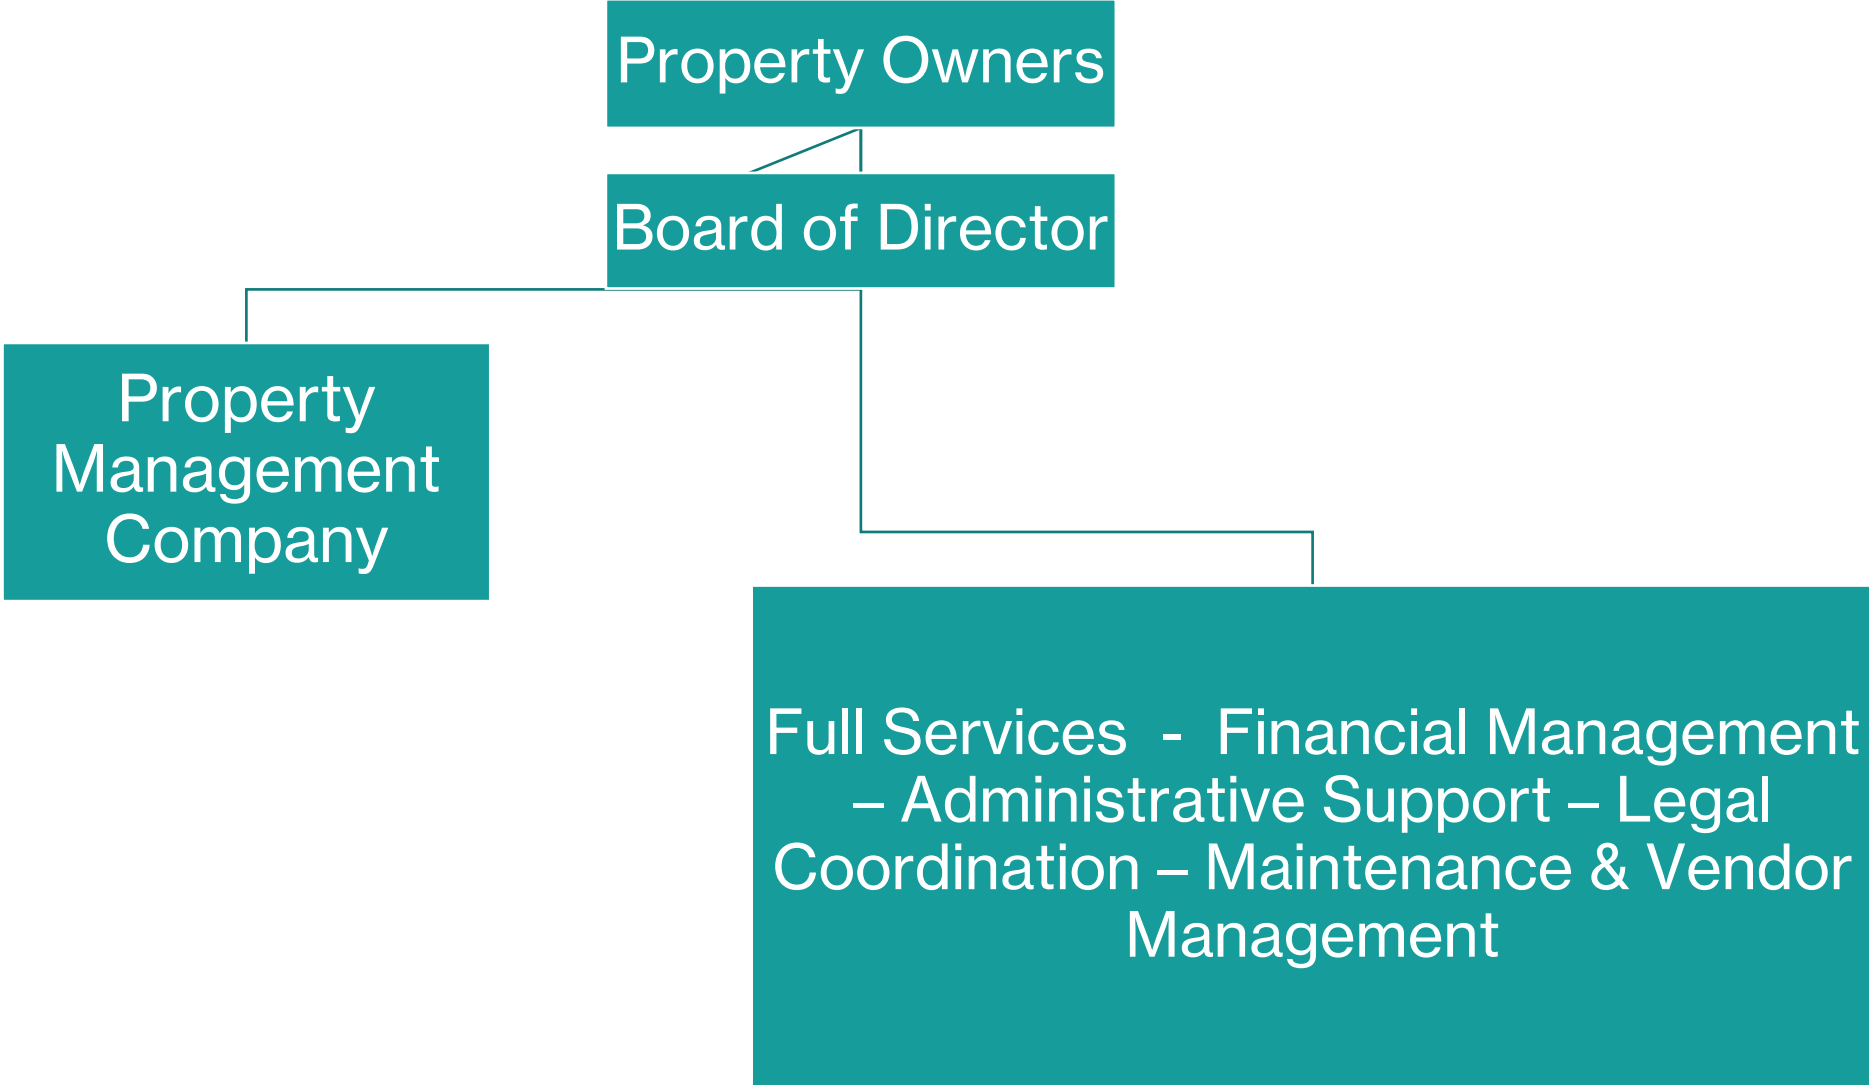 Property Owners
Board of Director
Property
Management
Company
Full Services  -  Financial Management
– Administrative Support – Legal
Coordination – Maintenance & Vendor
Management